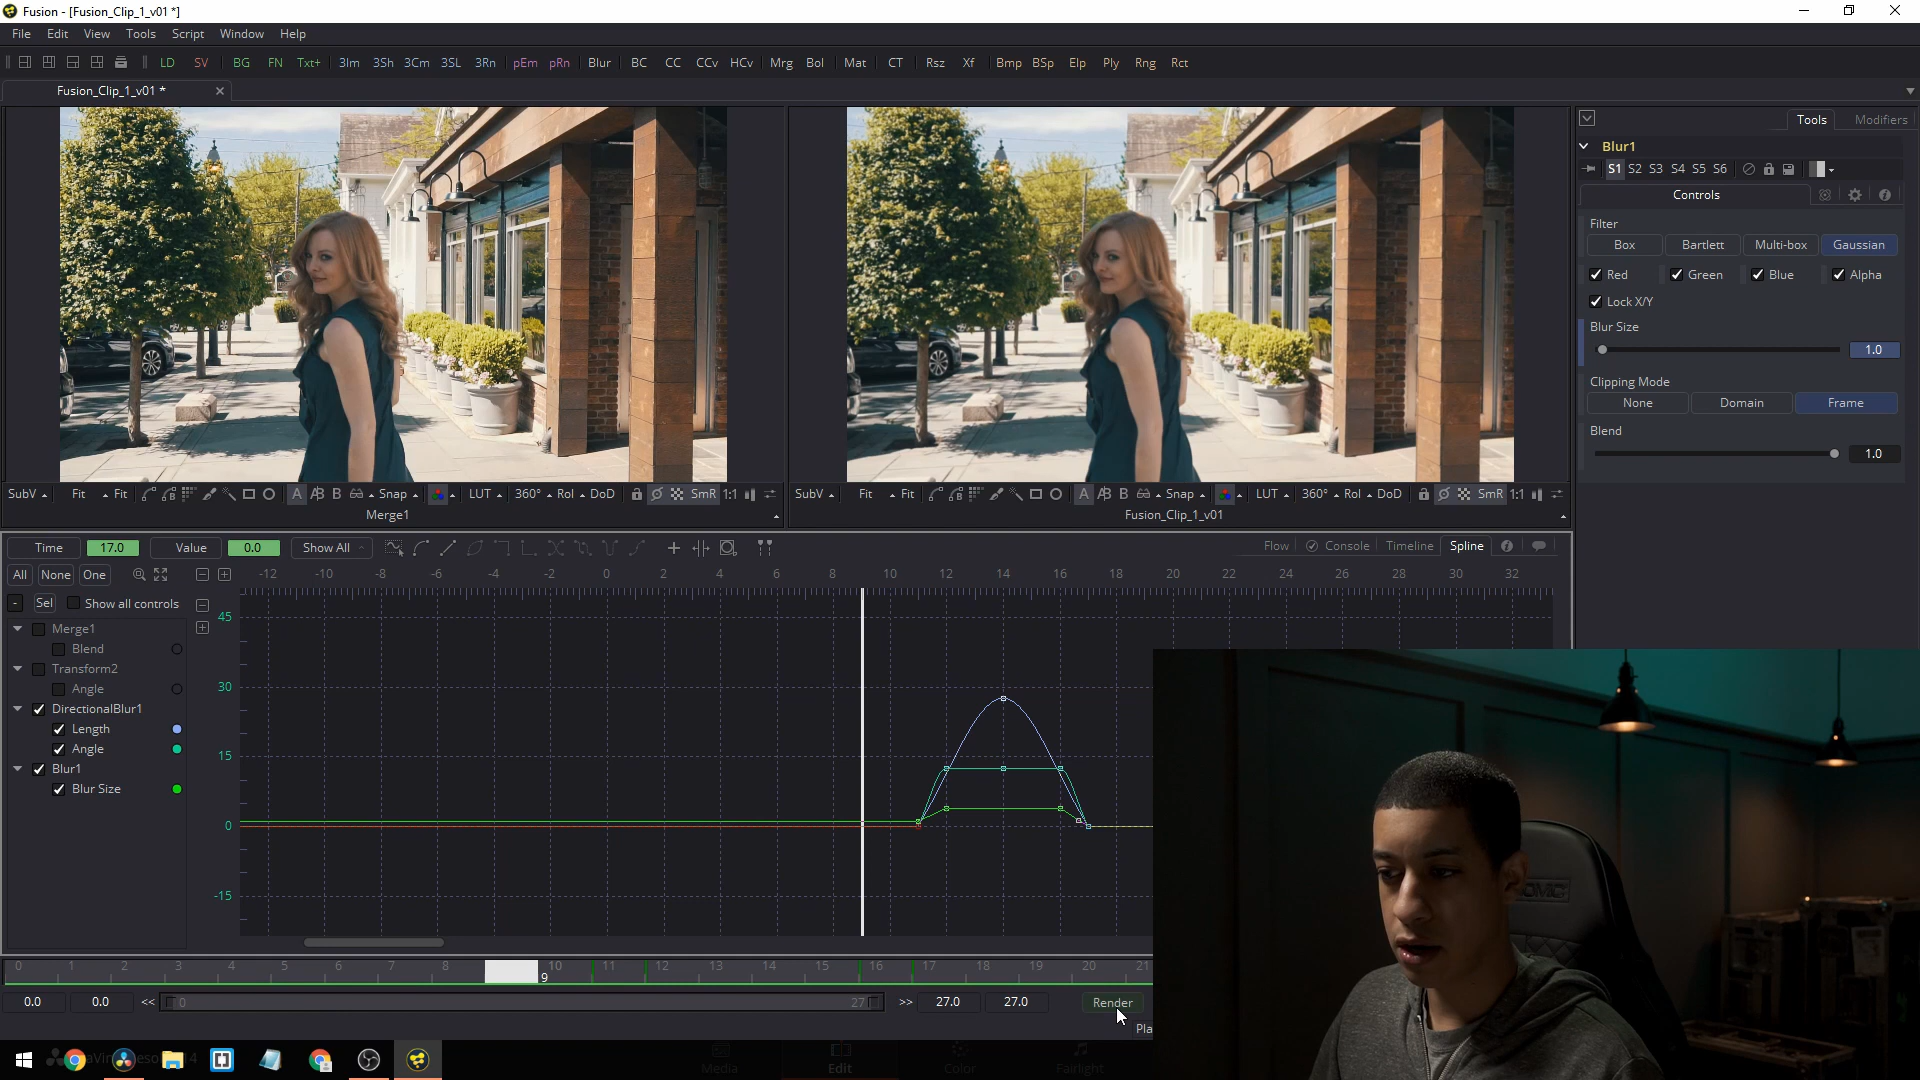 Fusion - [Fusion_Clip_1_v01 *]
File Edit View Tools Script Window Help
LD SV BG FN Txt+ 3Im 3Sh 3Cm 3SL 3Rn pEm pRn Blur BC CC CCv HCv Mrg Bol Mat CT Rsz Xf Bmp BSp Elp Ply Rng Rct
Fusion_Clip_1_v01 *
Tools Modifiers
Blur1
S1 S2 S3 S4 S5 S6
Controls
Filter
Box Bartlett Multi-box Gaussian
Red Green Blue Alpha
Lock X/Y
Blur Size
1.0
Clipping Mode
None Domain Frame
Blend
1.0
SubV Fit Fit A A/B B Snap LUT 360° RoI DoD SmR 1:1
SubV Fit Fit A A/B B Snap LUT 360° RoI DoD SmR 1:1
Merge1
Fusion_Clip_1_v01
Time 17.0 Value 0.0 Show All
Flow Console Timeline Spline
All None One
-12 -10 -8 -6 -4 -2 0 2 4 6 8 10 12 14 16 18 20 22 24 26 28 30 32
- Sel Show all controls
45
Merge1
Blend
Transform2
Angle
30
DirectionalBlur1
Length
Angle
15
Blur1
Blur Size
0
-15
0 1 2 3 4 5 6 7 8 9 10 11 12 13 14 15 16 17 18 19 20 21
0.0 0.0 << 0 27 >> 27.0 27.0 Render
Pla
Media Edit Color Fairlight